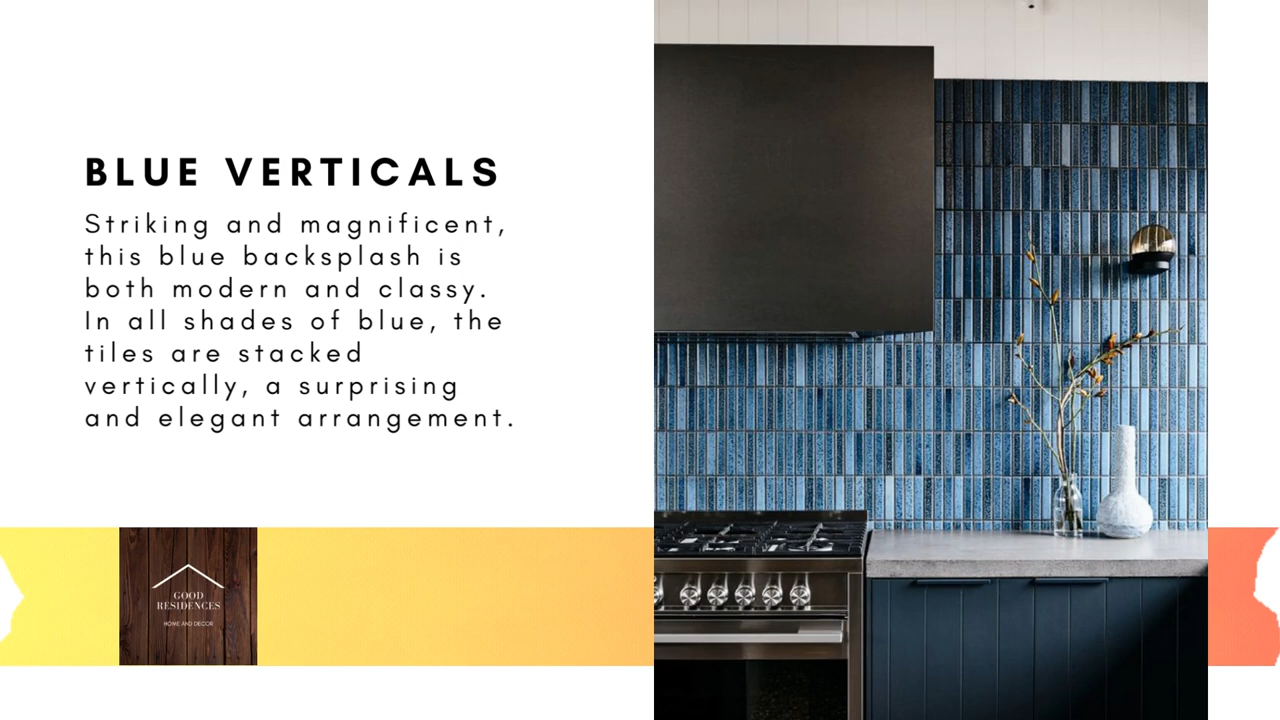 BLUE VERTICALS
Striking and magnificent,
this blue backsplash is
both modern and classy.
In all shades of blue, the
tiles are stacked
vertically, a surprising
and elegant arrangement.
GOOD
RESIDENCES
HOME AND DECOR